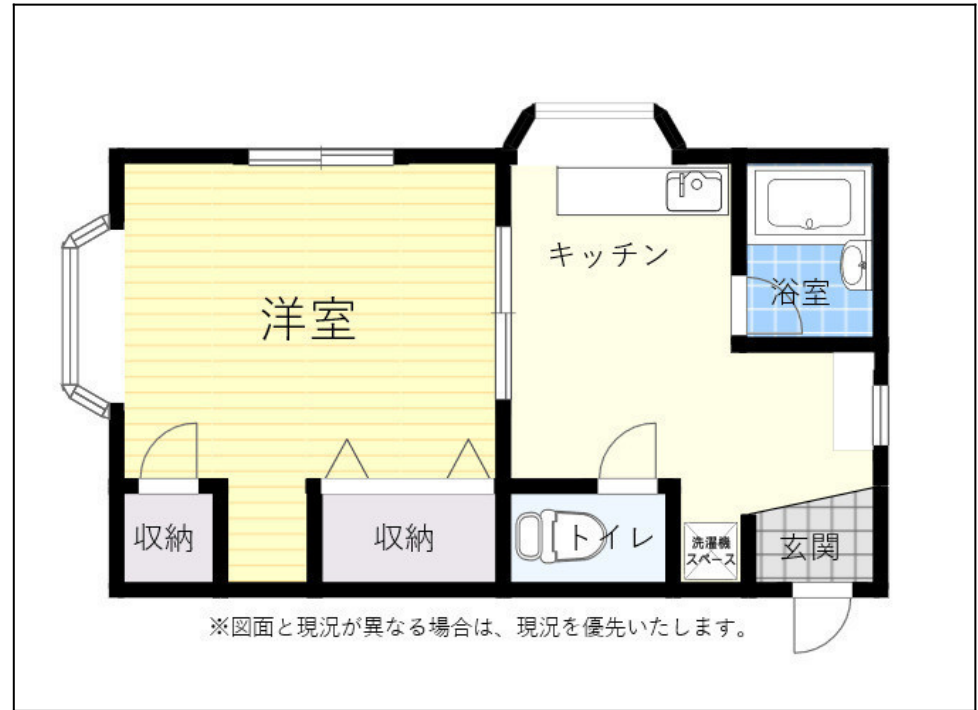 キッチン
浴室
洋室
収納
収納
トイレ
洗濯機
スペース
玄関
※図面と現況が異なる場合は、現況を優先いたします。